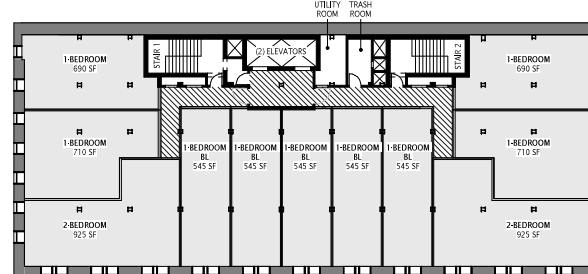 UTILITY
ROOM
TRASH
ROOM
STAIR 1
(2) ELEVATORS
STAIR 2
1-BEDROOM
690 SF
1-BEDROOM
690 SF
1-BEDROOM
710 SF
1-BEDROOM
BL
545 SF
1-BEDROOM
BL
545 SF
1-BEDROOM
BL
545 SF
1-BEDROOM
BL
545 SF
1-BEDROOM
BL
545 SF
1-BEDROOM
710 SF
2-BEDROOM
925 SF
2-BEDROOM
925 SF